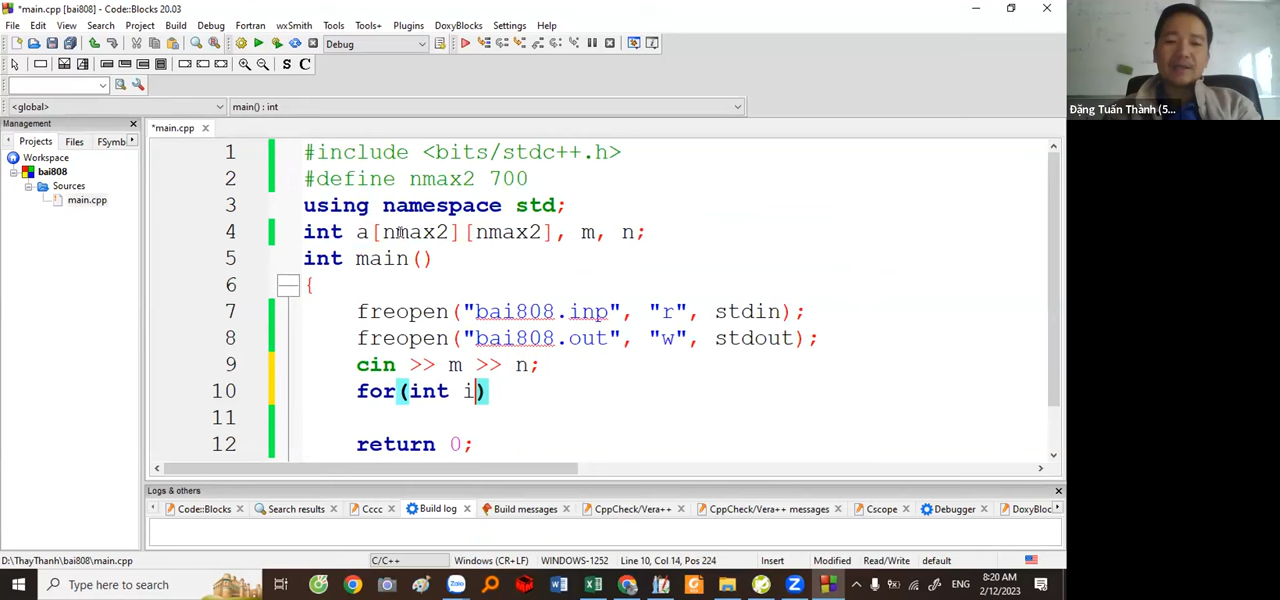 *main.cpp [bai808] - Code::Blocks 20.03
File Edit View Search Project Build Debug Fortran wxSmith Tools Tools+ Plugins DoxyBlocks Settings Help
Debug
S C
<global> main() : int
Management
Projects Files FSymb
Workspace
bai808
Sources
main.cpp
*main.cpp
1 #include <bits/stdc++.h>
2 #define nmax2 700
3 using namespace std;
4 int a[nmax2][nmax2], m, n;
5 int main()
6 {
7 freopen("bai808.inp", "r", stdin);
8 freopen("bai808.out", "w", stdout);
9 cin >> m >> n;
10 for(int i)
11
12 return 0;
Đặng Tuấn Thành (5...
Logs & others
Code::Blocks Search results Cccc Build log Build messages CppCheck/Vera++ CppCheck/Vera++ messages Cscope Debugger DoxyBloc
D:\ThayThanh\bai808\main.cpp C/C++ Windows (CR+LF) WINDOWS-1252 Line 10, Col 14, Pos 224 Insert Modified Read/Write default
Type here to search
Zalo
ENG
8:20 AM
2/12/2023